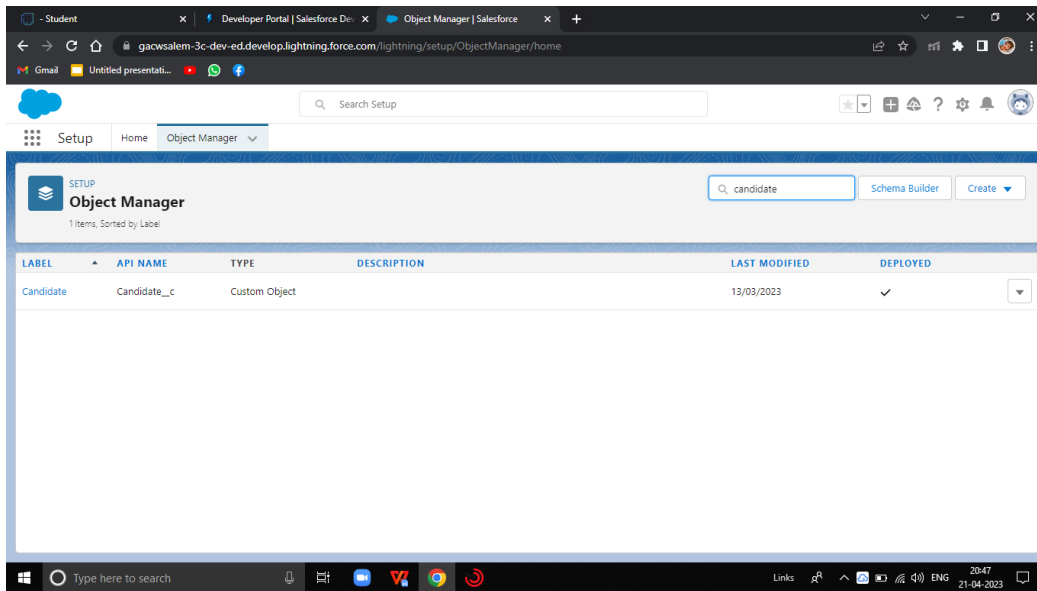 - Student
Developer Portal | Salesforce Dev
Object Manager | Salesforce
gacwsalem-3c-dev-ed.develop.lightning.force.com/lightning/setup/ObjectManager/home
Gmail
Untitled presentati...
Search Setup
Setup
Home
Object Manager
SETUP
Object Manager
1 Items, Sorted by Label
candidate
Schema Builder
Create
LABEL API NAME TYPE DESCRIPTION LAST MODIFIED DEPLOYED
Candidate Candidate__c Custom Object 13/03/2023
Type here to search
Links
ENG
20:47
21-04-2023